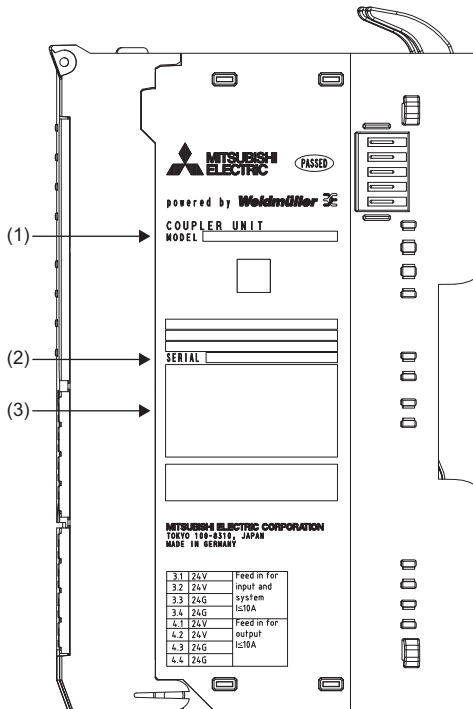 MITSUBISHI
ELECTRIC
PASSED
powered by Weidmüller
COUPLER UNIT
(1)
MODEL
(2)
SERIAL
(3)
MITSUBISHI ELECTRIC CORPORATION
TOKYO 100-8310, JAPAN
MADE IN GERMANY
3.1 24V Feed in for
3.2 24V input and
3.3 24G system
3.4 24G I≤10A
4.1 24V Feed in for
4.2 24V output
4.3 24G I≤10A
4.4 24G